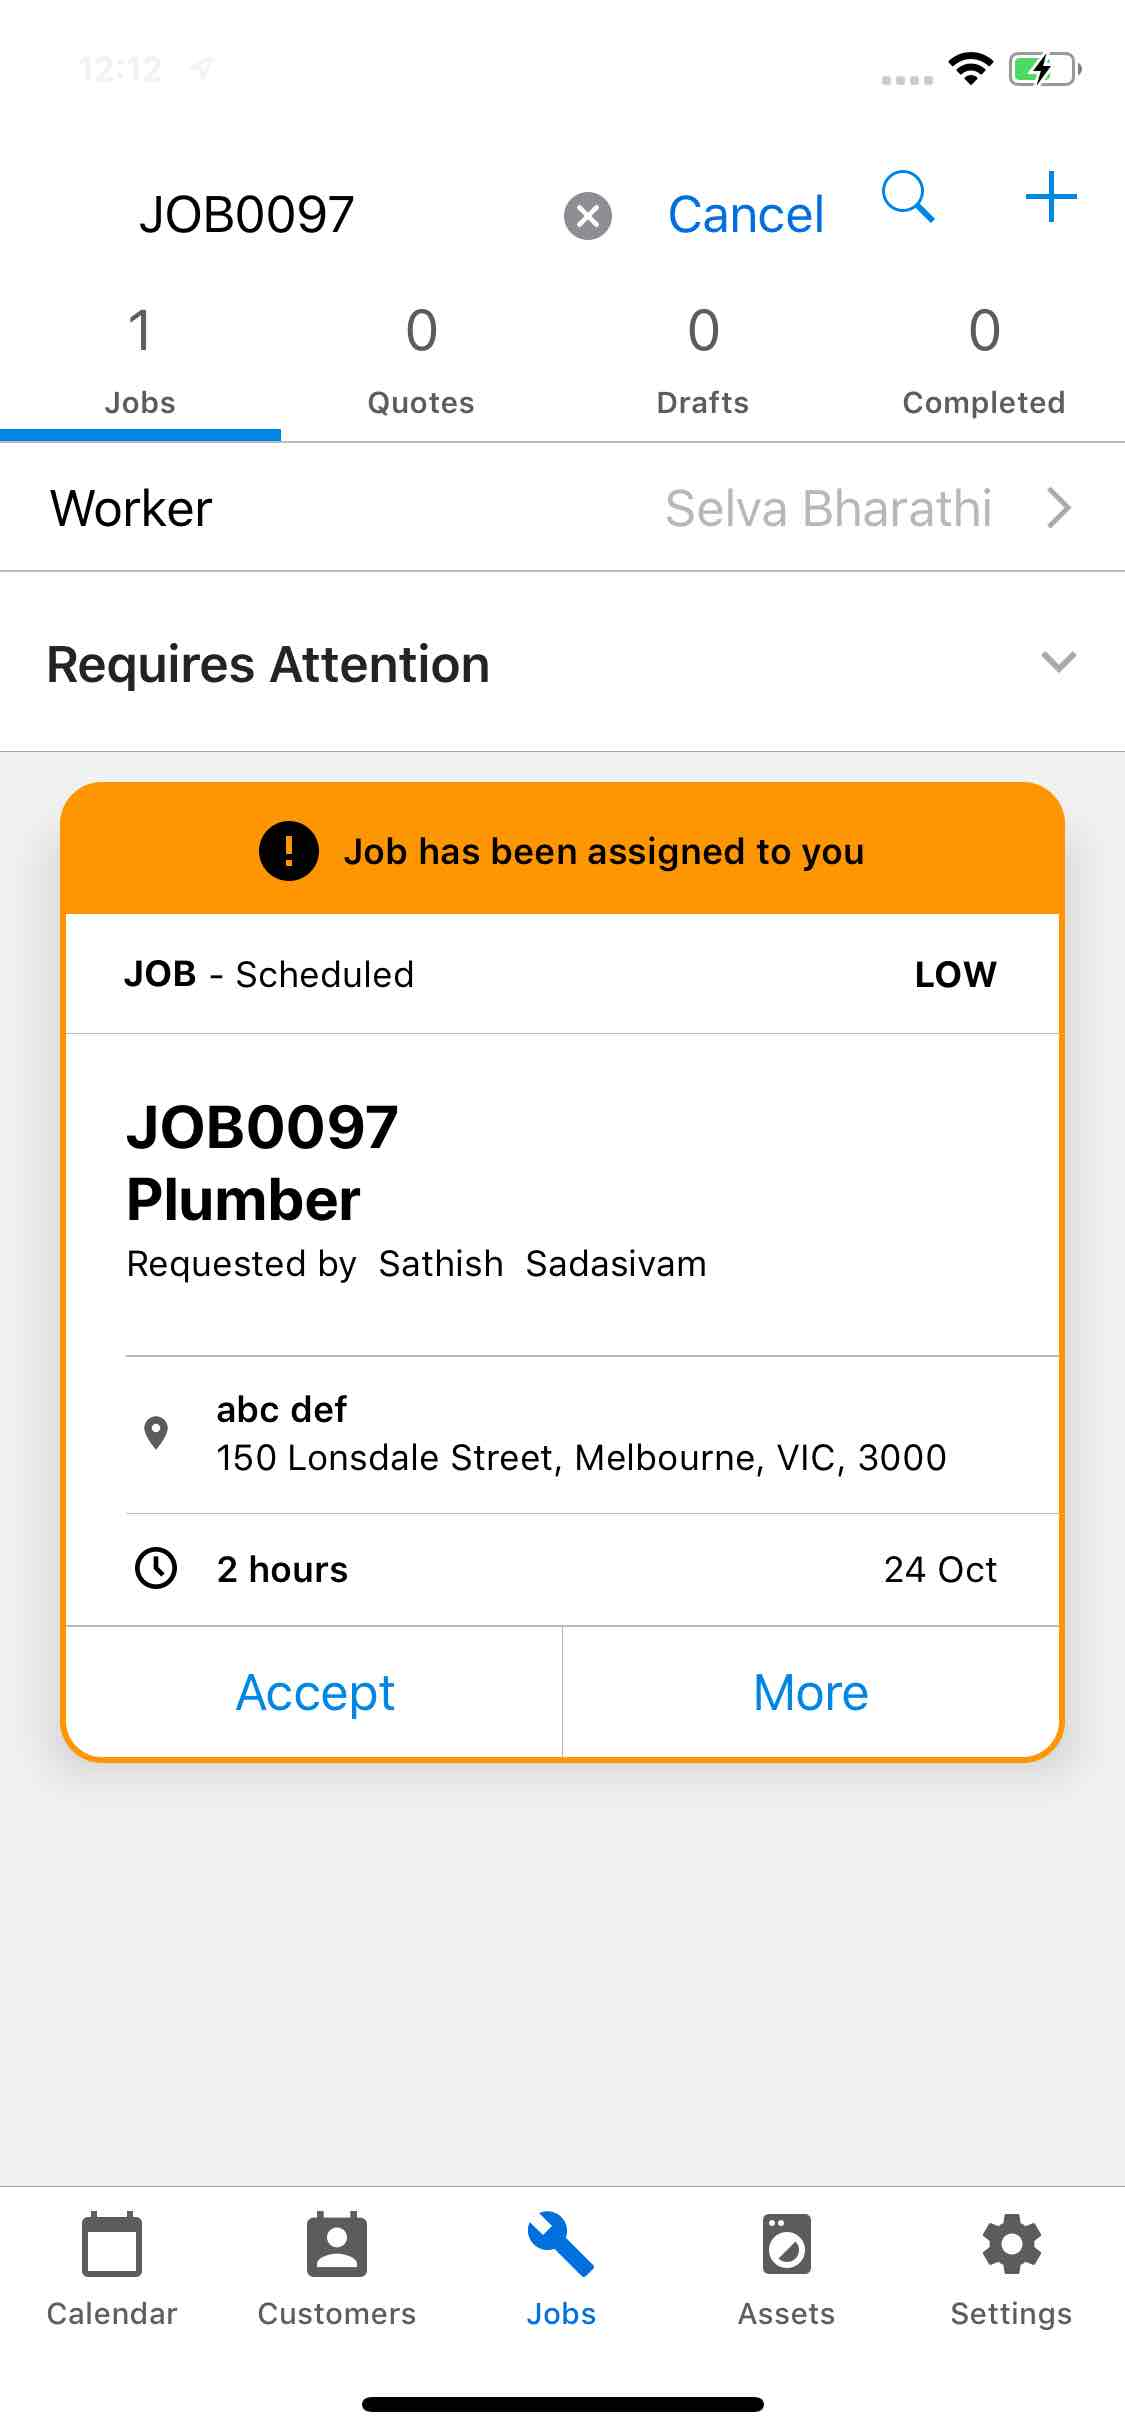 12:12
JOB0097 Cancel
1 0 0 0
Jobs Quotes Drafts Completed
Worker Selva Bharathi
Requires Attention
Job has been assigned to you
JOB - Scheduled LOW
JOB0097
Plumber
Requested by Sathish Sadasivam
abc def
150 Lonsdale Street, Melbourne, VIC, 3000
2 hours 24 Oct
Accept More
Calendar Customers Jobs Assets Settings